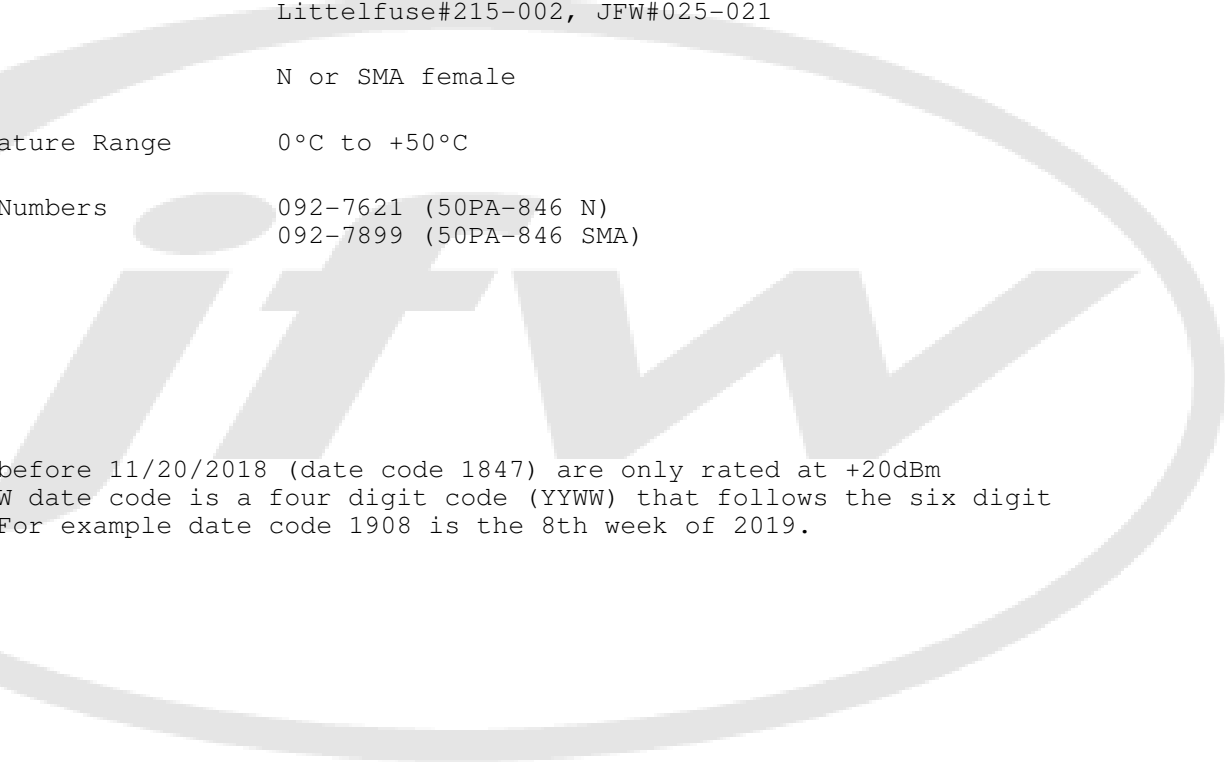 Littelfuse#215-002, JFW#025-021
N or SMA female
ature Range 0°C to +50°C
Numbers 092-7621 (50PA-846 N)
092-7899 (50PA-846 SMA)
jfw
before 11/20/2018 (date code 1847) are only rated at +20dBm
W date code is a four digit code (YYWW) that follows the six digit
For example date code 1908 is the 8th week of 2019.